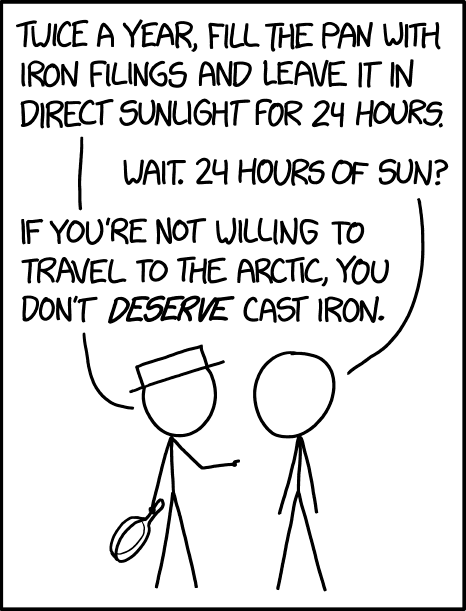 TWICE A YEAR, FILL THE PAN WITH
IRON FILINGS AND LEAVE IT IN
DIRECT SUNLIGHT FOR 24 HOURS.
WAIT. 24 HOURS OF SUN?
IF YOU'RE NOT WILLING TO
TRAVEL TO THE ARCTIC, YOU
DON'T DESERVE CAST IRON.